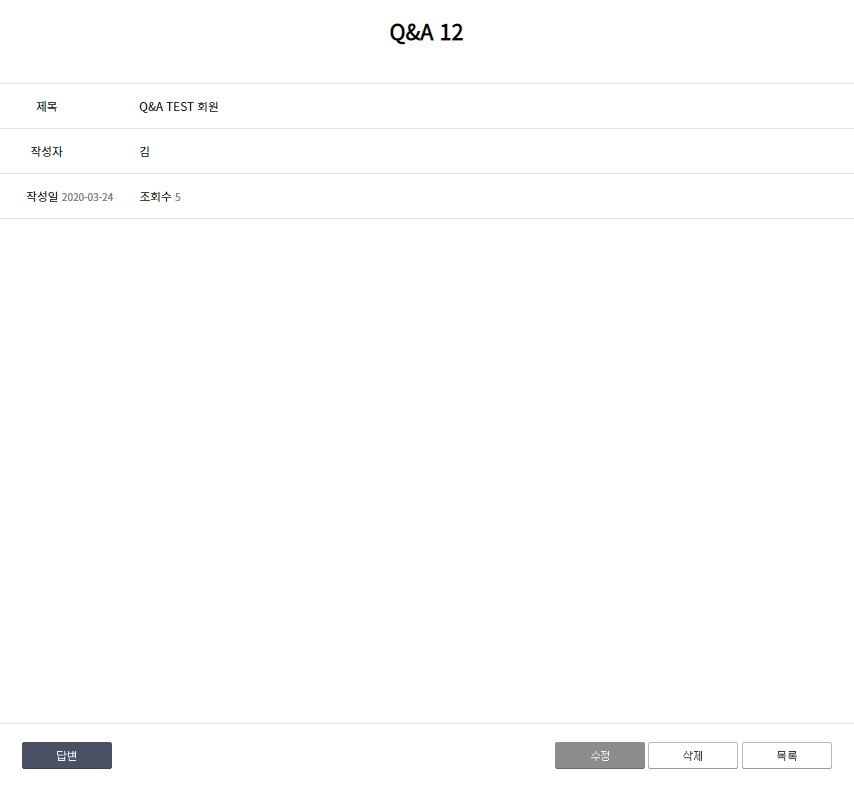 Q&A 12
제목 Q&A TEST 회원
작성자 김
작성일 2020-03-24 조회수 5
답변 수정 삭제 목록